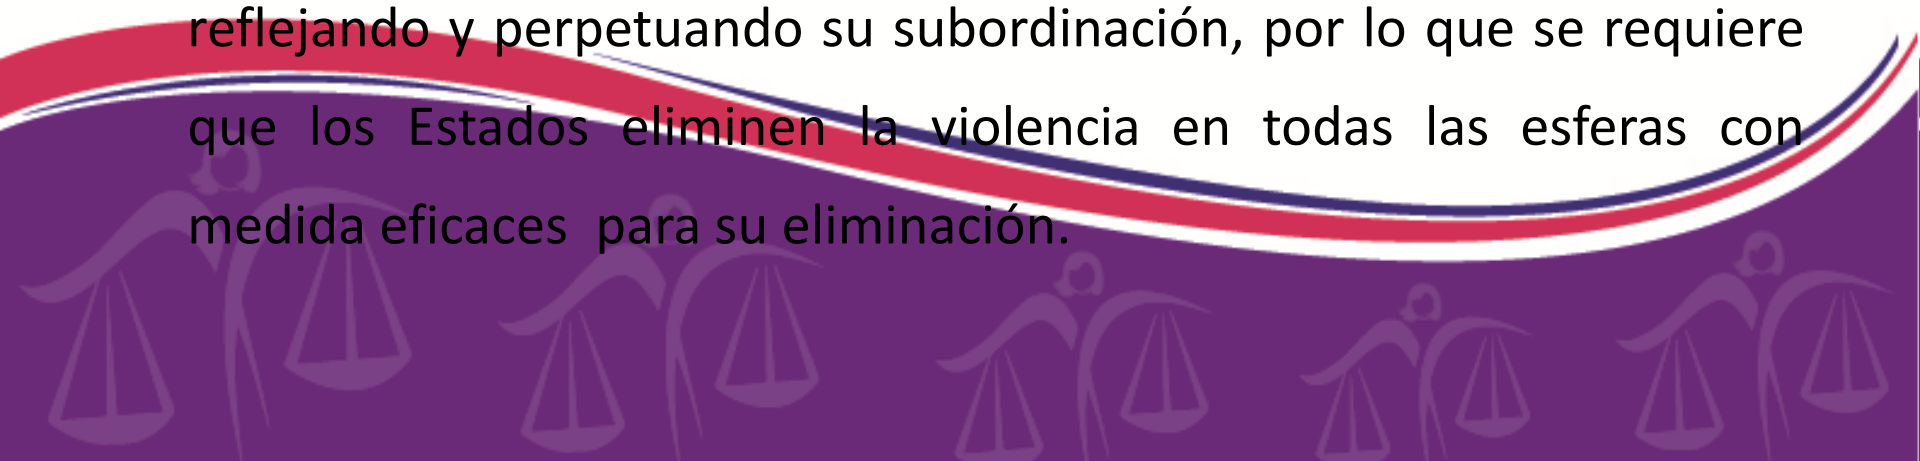 reflejando y perpetuando su subordinación, por lo que se requiere
que los Estados eliminen la violencia en todas las esferas con
medida eficaces  para su eliminación.